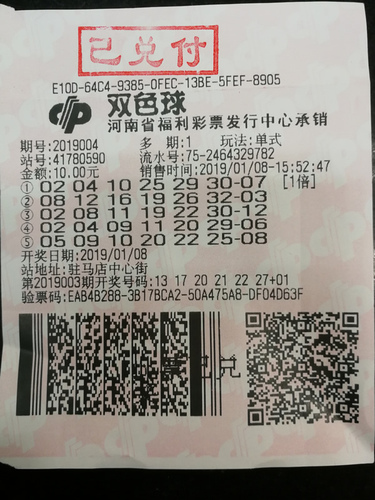 已兑付
E10D-64C4-9385-0FEC-13BE-5FEF-8905
双色球
河南省福利彩票发行中心承销
期号:2019004 多 期:1 玩法:单式
站号:41780590 流水号:75-2464329782
金额:10.00元 销售时间:2019/01/08-15:52:47
① 02 04 10 25 29 30-07 [1倍]
② 08 12 16 19 26 32-03
③ 02 08 11 19 22 30-12
④ 02 04 10 11 20 29-06
⑤ 05 09 10 20 22 25-08
开奖日期:2019/01/08
站地址:驻马店中心街
第2019003期开奖号码:13 17 20 21 22 27+01
验票码:EAB4B288-3B17BCA2-50A475A8-DF04D63F
票已兑